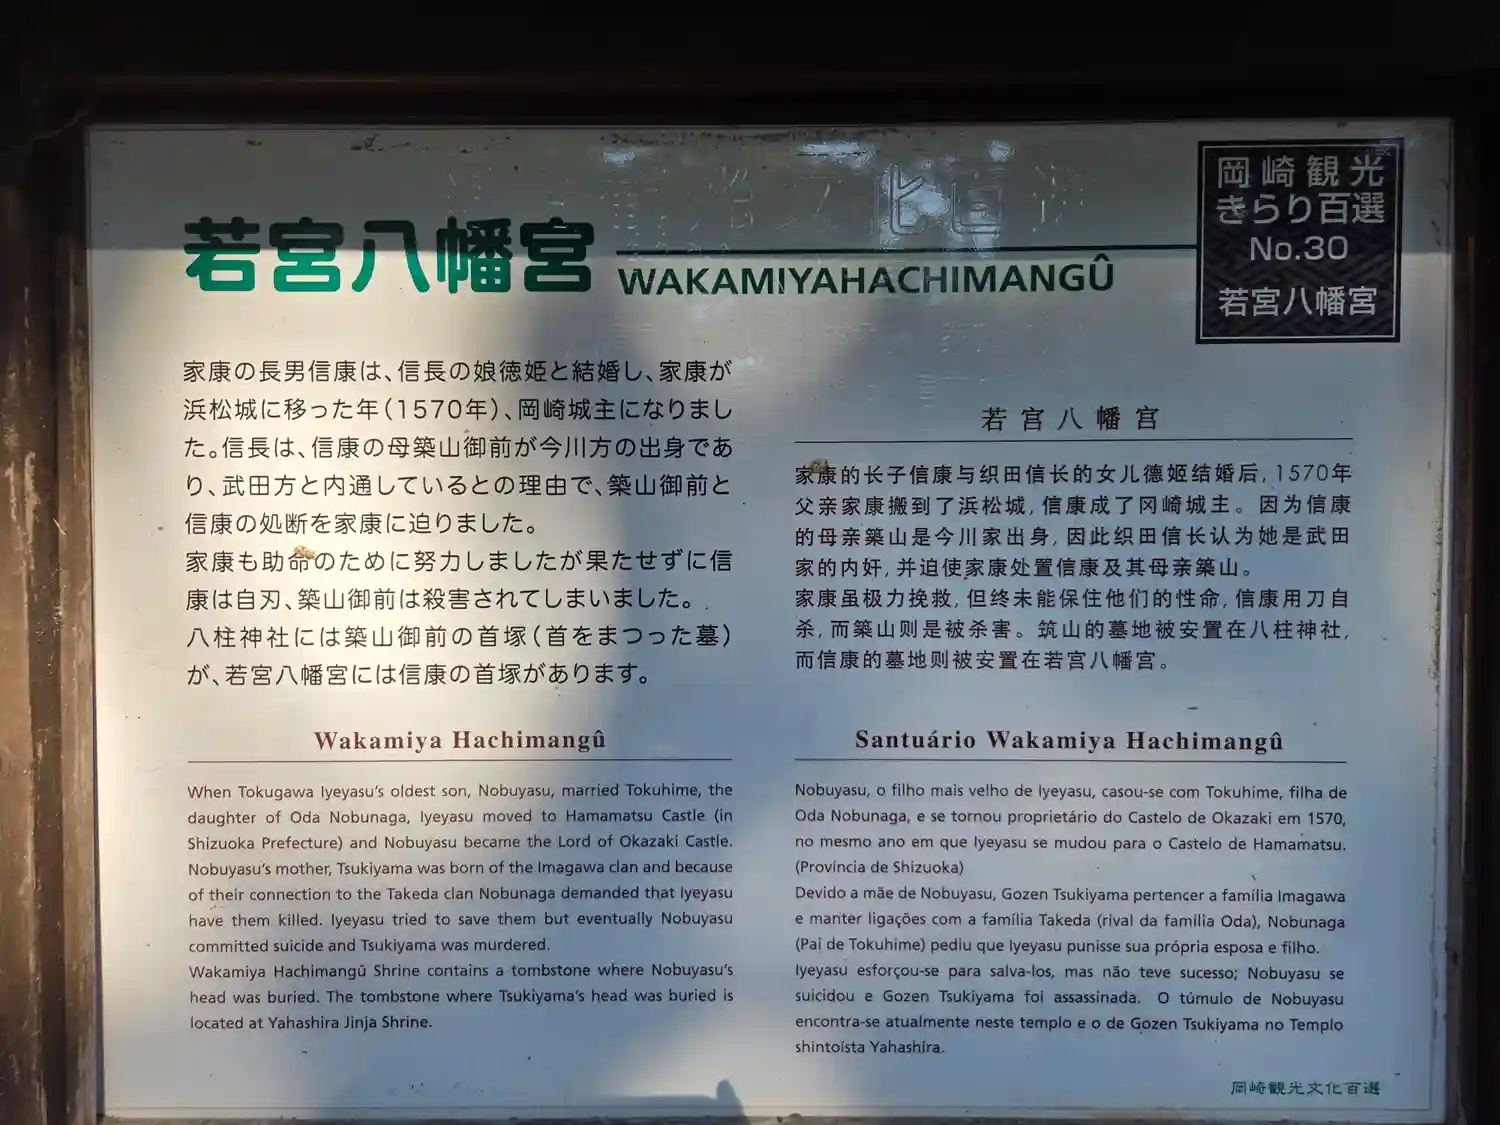 若宮八幡宮
WAKAMIYAHACHIMANGÛ
岡崎観光
きらり百選
No.30
若宮八幡宮
家康の長男信康は、信長の娘徳姫と結婚し、家康が
浜松城に移った年(1570年)、岡崎城主になりまし
た。信長は、信康の母築山御前が今川方の出身であ
り、武田方と内通しているとの理由で、築山御前と
信康の処断を家康に迫りました。
家康も助命のために努力しましたが果たせずに信
康は自刃、築山御前は殺害されてしまいました。
八柱神社には築山御前の首塚(首をまつった墓)
が、若宮八幡宮には信康の首塚があります。
若宫八幡宫
家康的长子信康与织田信长的女儿德姬结婚后,1570年
父亲家康搬到了浜松城,信康成了冈崎城主。因为信康
的母亲築山是今川家出身,因此织田信长认为她是武田
家的内奸,并迫使家康处置信康及其母亲築山。
家康虽极力挽救,但终未能保住他们的性命,信康用刀自
杀,而築山则是被杀害。筑山的墓地被安置在八柱神社,
而信康的墓地则被安置在若宫八幡宫。
Wakamiya Hachimangû
When Tokugawa Iyeyasu's oldest son, Nobuyasu, married Tokuhime, the
daughter of Oda Nobunaga, Iyeyasu moved to Hamamatsu Castle (in
Shizuoka Prefecture) and Nobuyasu became the Lord of Okazaki Castle.
Nobuyasu's mother, Tsukiyama was born of the Imagawa clan and because
of their connection to the Takeda clan Nobunaga demanded that Iyeyasu
have them killed. Iyeyasu tried to save them but eventually Nobuyasu
committed suicide and Tsukiyama was murdered.
Wakamiya Hachimangû Shrine contains a tombstone where Nobuyasu's
head was buried. The tombstone where Tsukiyama's head was buried is
located at Yahashira Jinja Shrine.
Santuário Wakamiya Hachimangû
Nobuyasu, o filho mais velho de Iyeyasu, casou-se com Tokuhime, filha de
Oda Nobunaga, e se tornou proprietário do Castelo de Okazaki em 1570,
no mesmo ano em que Iyeyasu se mudou para o Castelo de Hamamatsu.
(Província de Shizuoka)
Devido a mãe de Nobuyasu, Gozen Tsukiyama pertencer a família Imagawa
e manter ligações com a família Takeda (rival da família Oda), Nobunaga
(Pai de Tokuhime) pediu que Iyeyasu punisse sua própria esposa e filho.
Iyeyasu esforçou-se para salva-los, mas não teve sucesso; Nobuyasu se
suicidou e Gozen Tsukiyama foi assassinada. O túmulo de Nobuyasu
encontra-se atualmente neste templo e o de Gozen Tsukiyama no Templo
shintoísta Yahashira.
岡崎観光文化百選